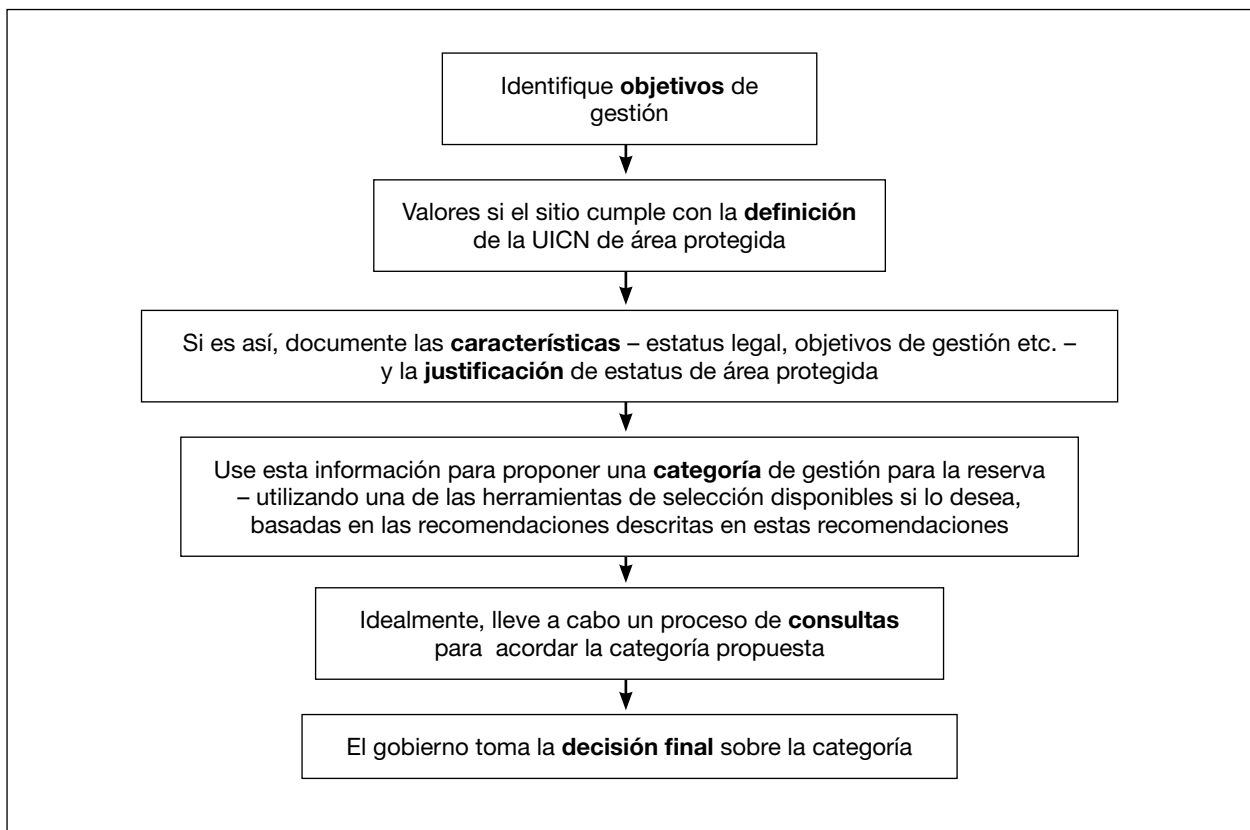 Identifique objetivos de
gestión
Valores si el sitio cumple con la definición
de la UICN de área protegida
Si es así, documente las características – estatus legal, objetivos de gestión etc. –
y la justificación de estatus de área protegida
Use esta información para proponer una categoría de gestión para la reserva
– utilizando una de las herramientas de selección disponibles si lo desea,
basadas en las recomendaciones descritas en estas recomendaciones
Idealmente, lleve a cabo un proceso de consultas
para acordar la categoría propuesta
El gobierno toma la decisión final sobre la categoría